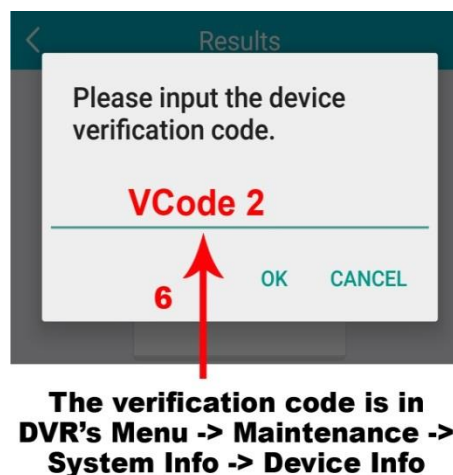 Results
Please input the device
verification code.
VCode 2
6
OK CANCEL
The verification code is in
DVR's Menu -> Maintenance ->
System Info -> Device Info